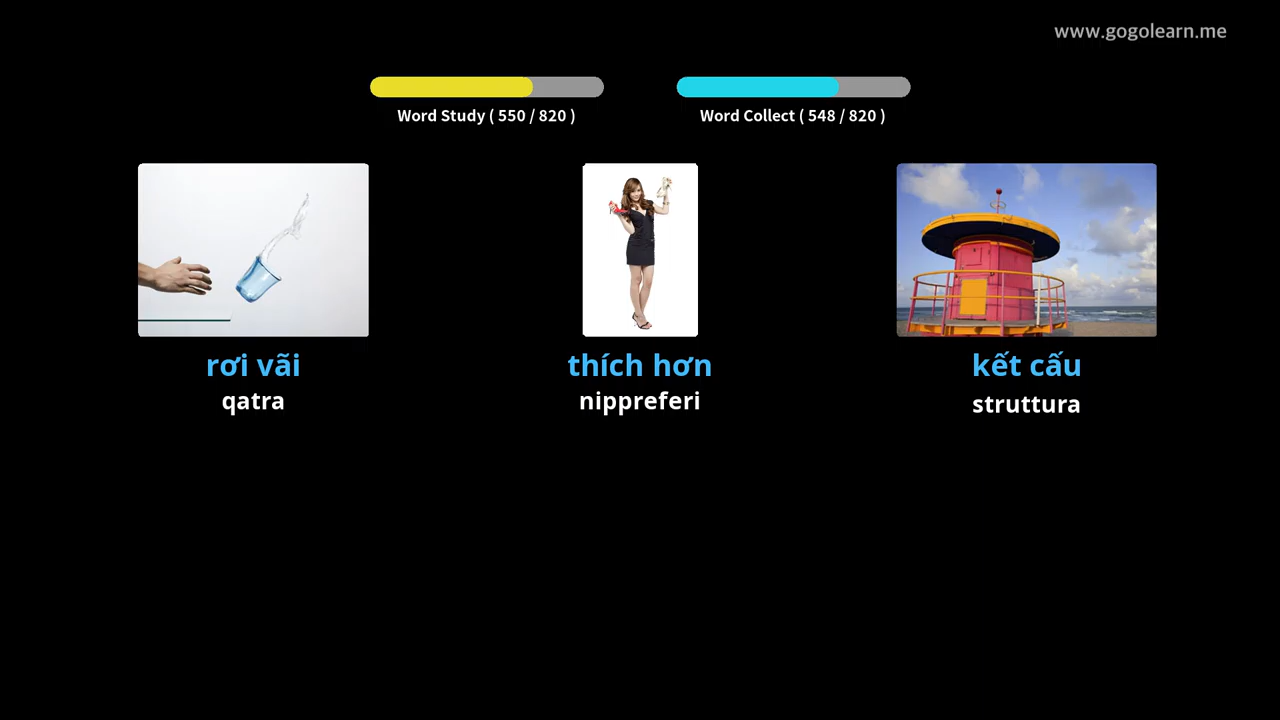 www.gogolearn.me
Word Study ( 550 / 820 )
Word Collect ( 548 / 820 )
rơi vãi
qatra
thích hơn
nippreferi
kết cấu
struttura